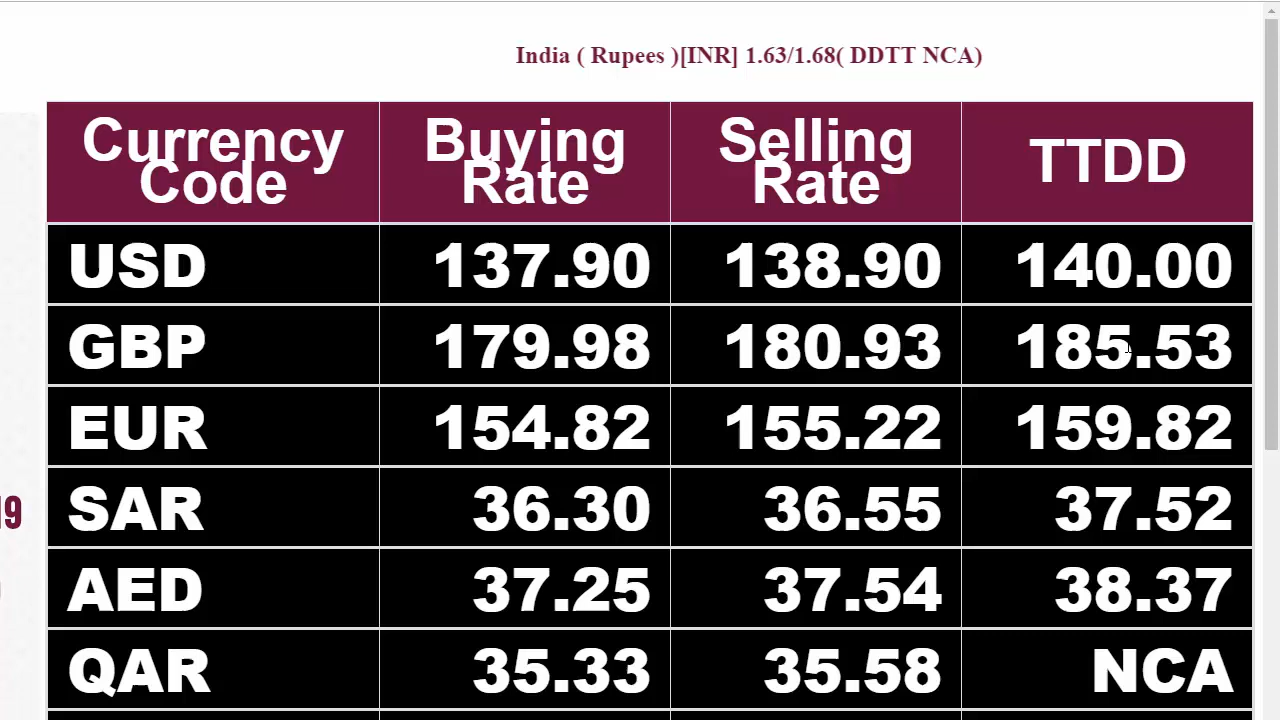 India ( Rupees )[INR] 1.63/1.68( DDTT NCA)
Currency Code Buying Rate Selling Rate TTDD
USD 137.90 138.90 140.00
GBP 179.98 180.93 185.53
EUR 154.82 155.22 159.82
SAR 36.30 36.55 37.52
19
AED 37.25 37.54 38.37
QAR 35.33 35.58 NCA